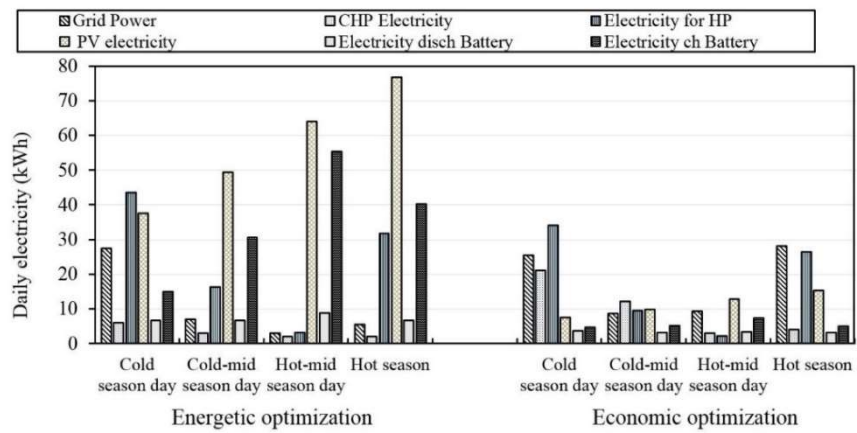 Grid Power CHP Electricity Electricity for HP
PV electricity Electricity disch Battery Electricity ch Battery
Daily electricity (kWh)
80
70
60
50
40
30
20
10
0
Cold Cold-mid Hot-mid Hot season Cold Cold-mid Hot-mid Hot season
season day season day season day season day season day season day
Energetic optimization Economic optimization